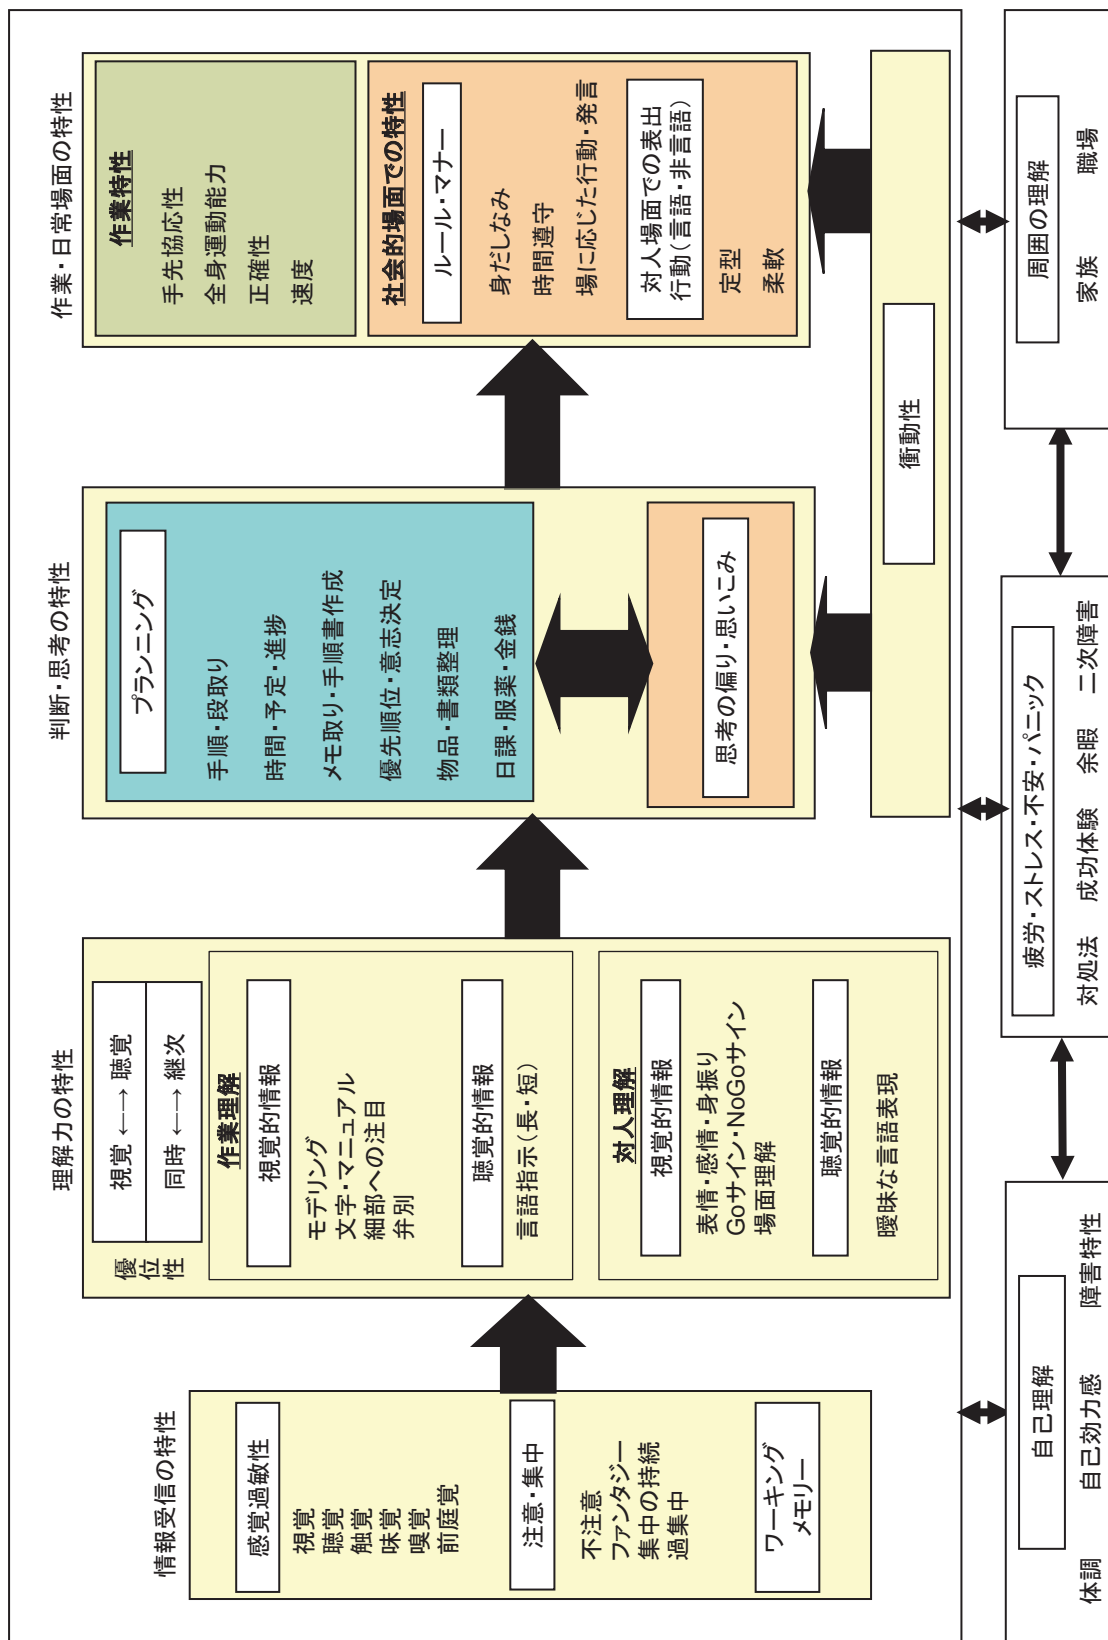 情報受信の特性
感覚過敏性
視覚
聴覚
触覚
味覚
嗅覚
前庭覚
注意・集中
不注意
ファンタジー
集中の持続
過集中
ワーキング
メモリー
理解力の特性
優位性
視覚 ←→ 聴覚
同時 ←→ 継次
作業理解
視覚的情報
モデリング
文字・マニュアル
細部への注目
弁別
聴覚的情報
言語指示(長・短)
対人理解
視覚的情報
表情・感情・身振り
Goサイン・NoGoサイン
場面理解
聴覚的情報
曖昧な言語表現
判断・思考の特性
プランニング
手順・段取り
時間・予定・進捗
メモ取り・手順書作成
優先順位・意志決定
物品・書類整理
日課・服薬・金銭
思考の偏り・思いこみ
作業・日常場面の特性
作業特性
手先協応性
全身運動能力
正確性
速度
社会的場面での特性
ルール・マナー
身だしなみ
時間遵守
場に応じた行動・発言
対人場面での表出
行動(言語・非言語)
定型
柔軟
衝動性
自己理解
体調 自己効力感 障害特性
疲労・ストレス・不安・パニック
対処法 成功体験 余暇 二次障害
周囲の理解
家族 職場